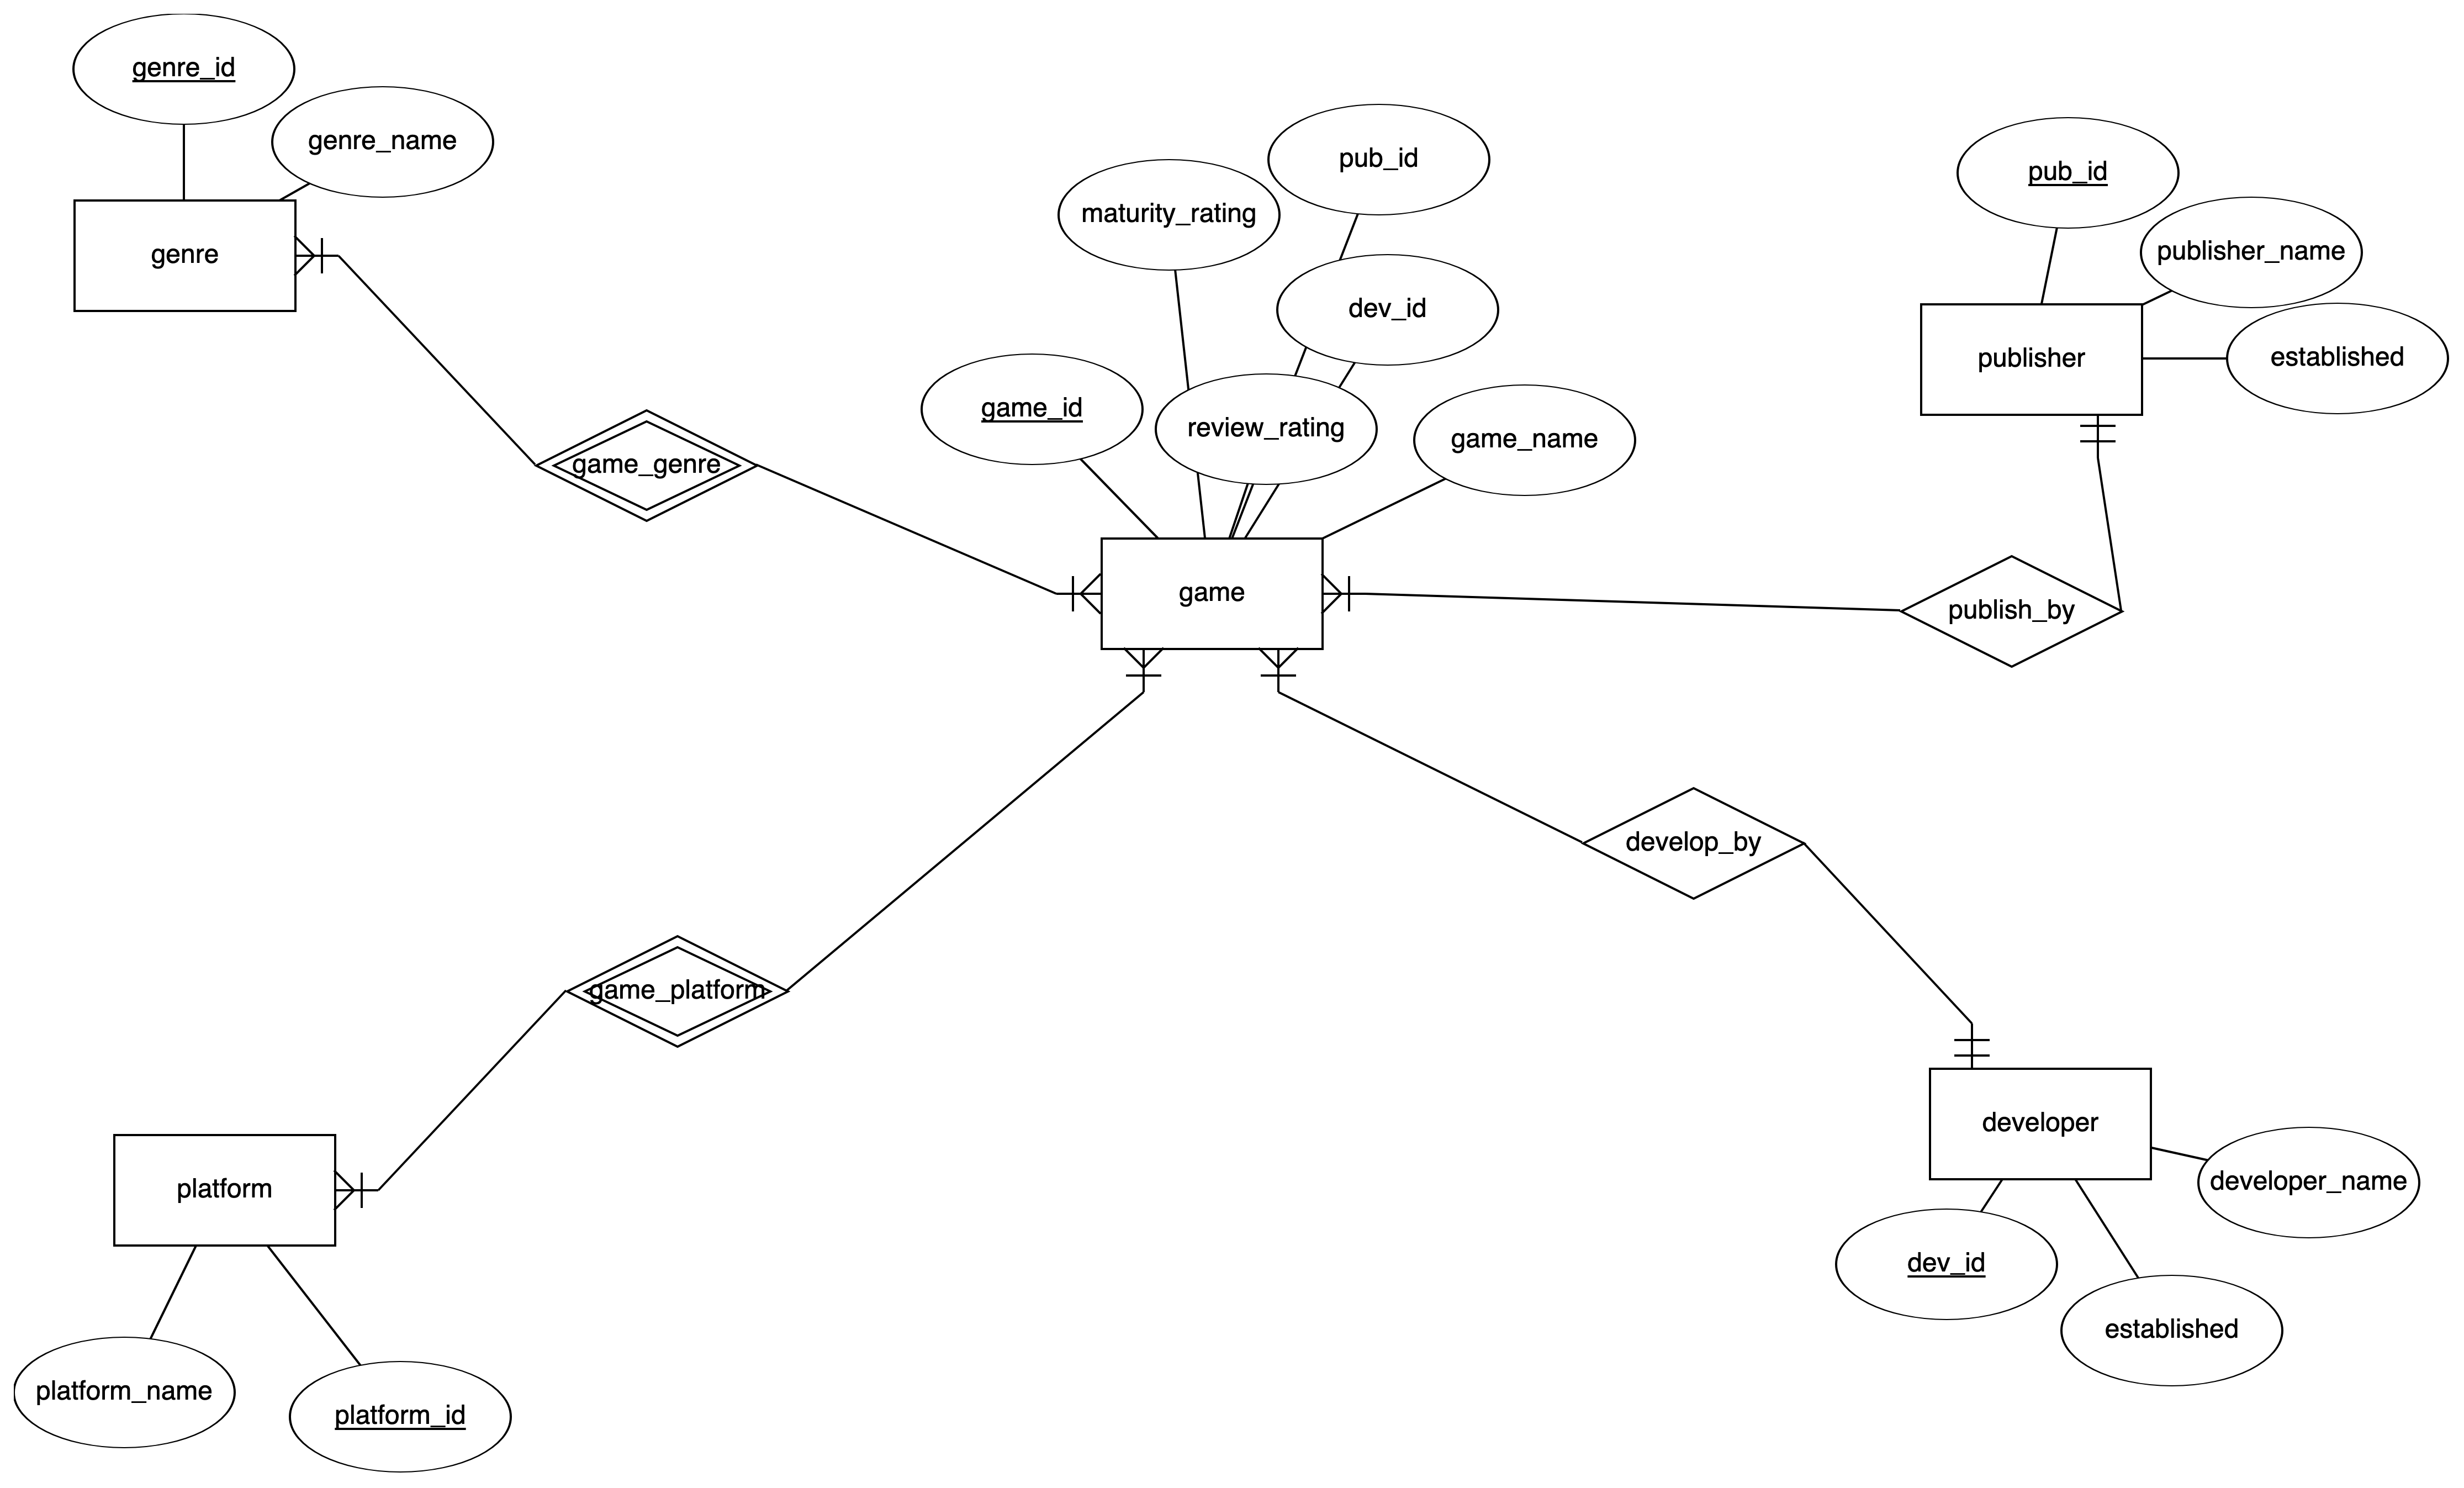 genre_id
genre_name
genre
game_genre
pub_id
maturity_rating
dev_id
game_id
review_rating
game_name
game
pub_id
publisher_name
publisher
established
publish_by
develop_by
game_platform
platform
platform_name
platform_id
developer
developer_name
dev_id
established